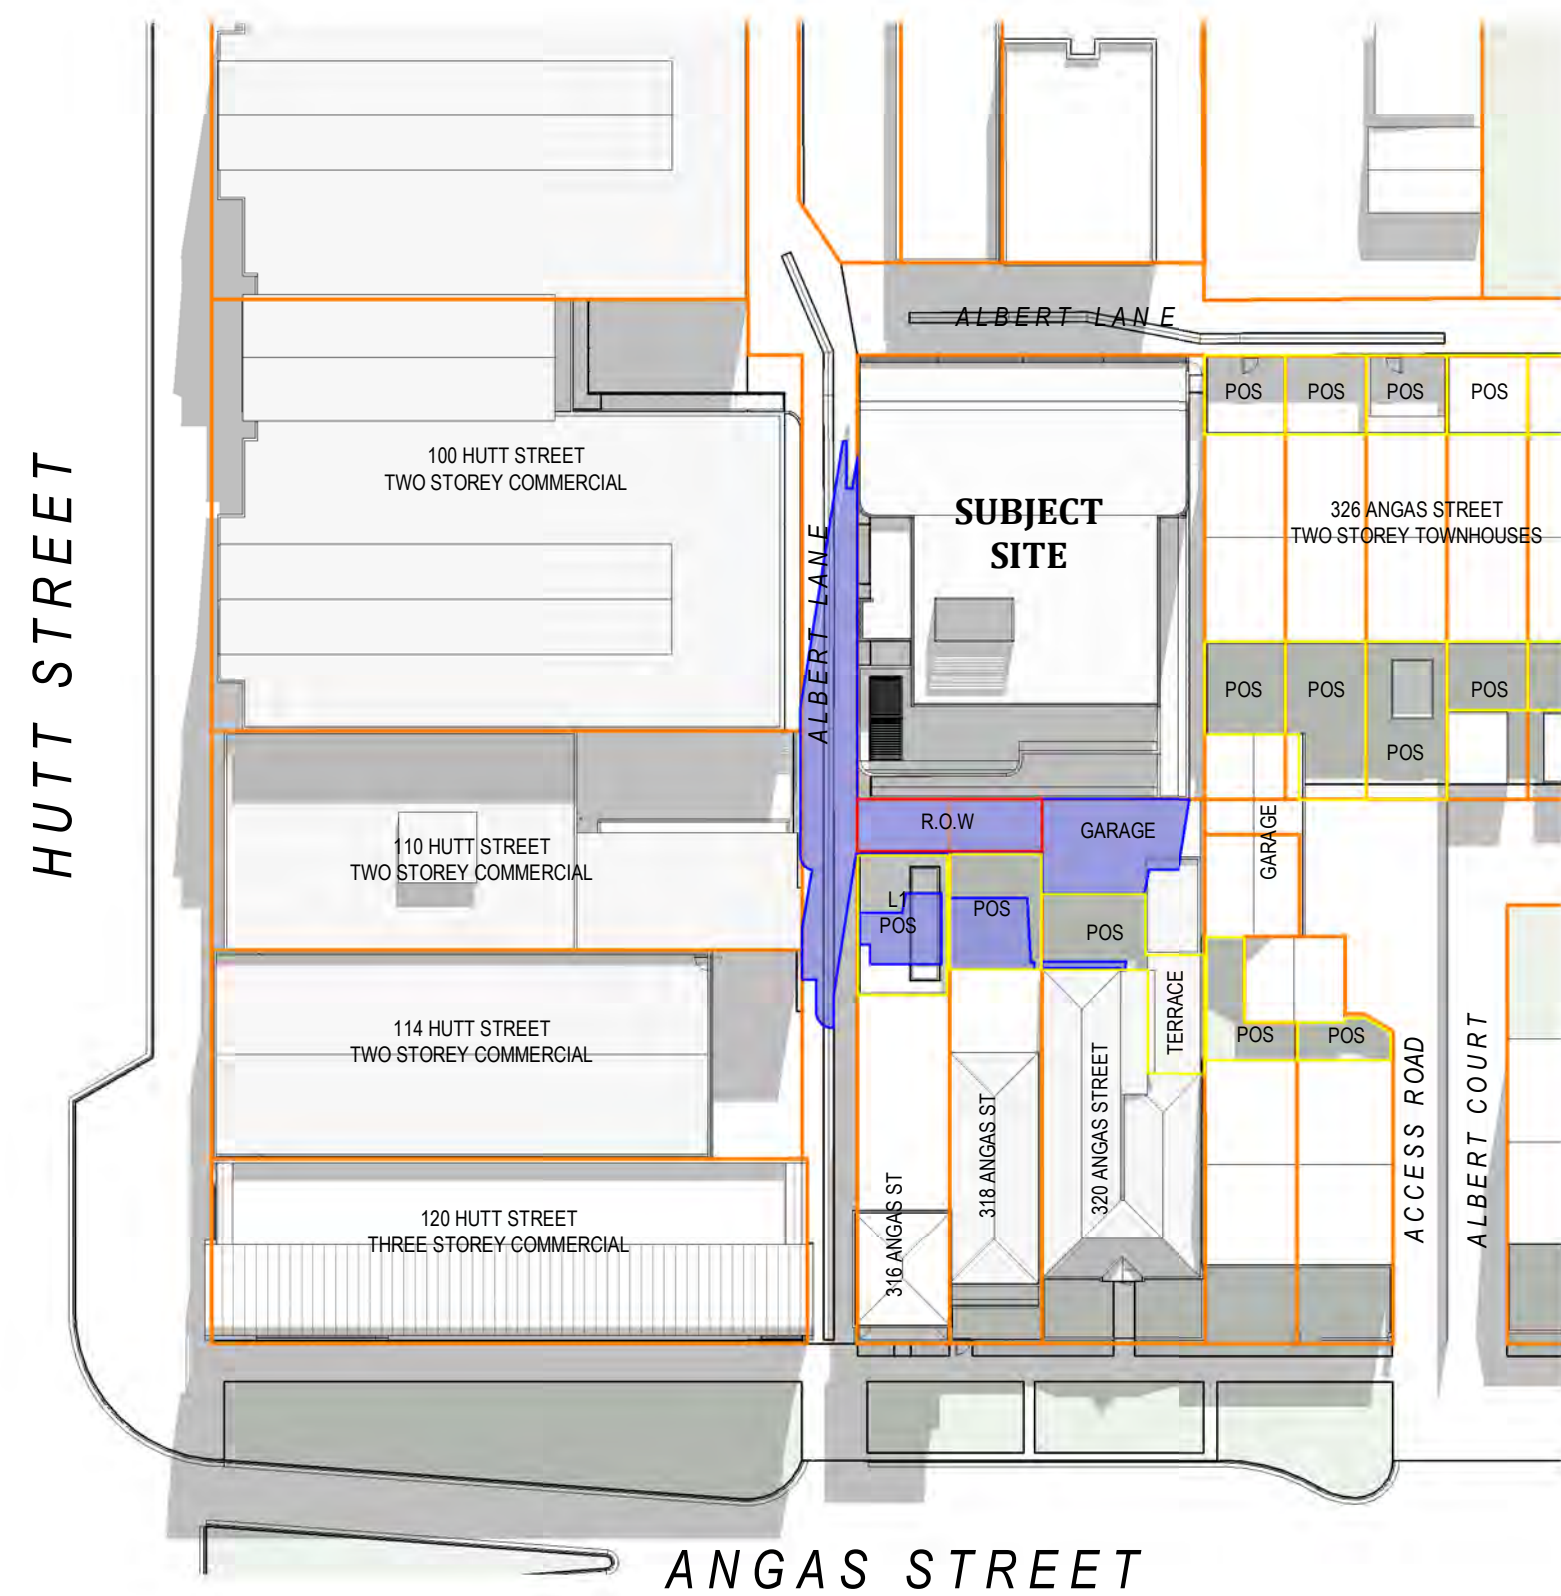 ALBERT LANE
POS
POS
POS
POS
HUTT STREET
100 HUTT STREET
TWO STOREY COMMERCIAL
SUBJECT
SITE
326 ANGAS STREET
TWO STOREY TOWNHOUSES
ALBERT LANE
POS
POS
POS
POS
R.O.W
GARAGE
GARAGE
110 HUTT STREET
TWO STOREY COMMERCIAL
L1
POS
POS
POS
114 HUTT STREET
TWO STOREY COMMERCIAL
TERRACE
POS
POS
316 ANGAS ST
318 ANGAS ST
320 ANGAS STREET
ACCESS ROAD
ALBERT COURT
120 HUTT STREET
THREE STOREY COMMERCIAL
ANGAS STREET